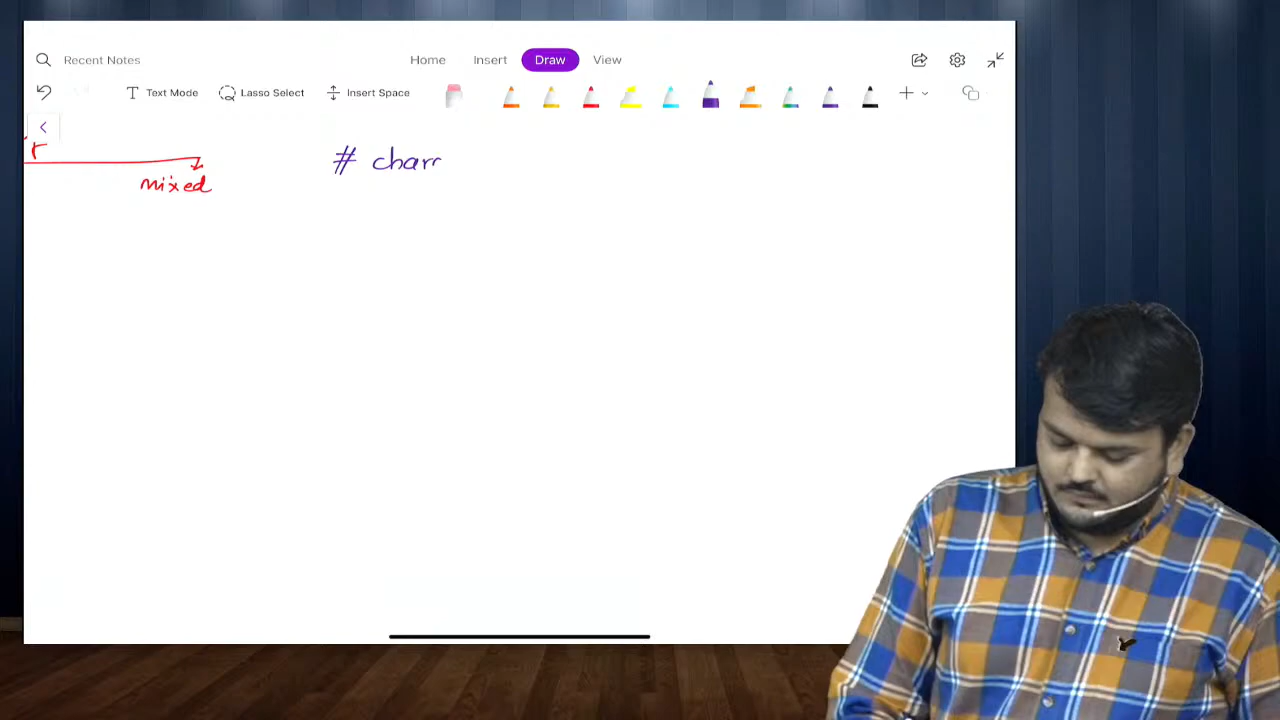 Recent Notes
Home Insert Draw View
Text Mode Lasso Select Insert Space
r
mixed
# charr